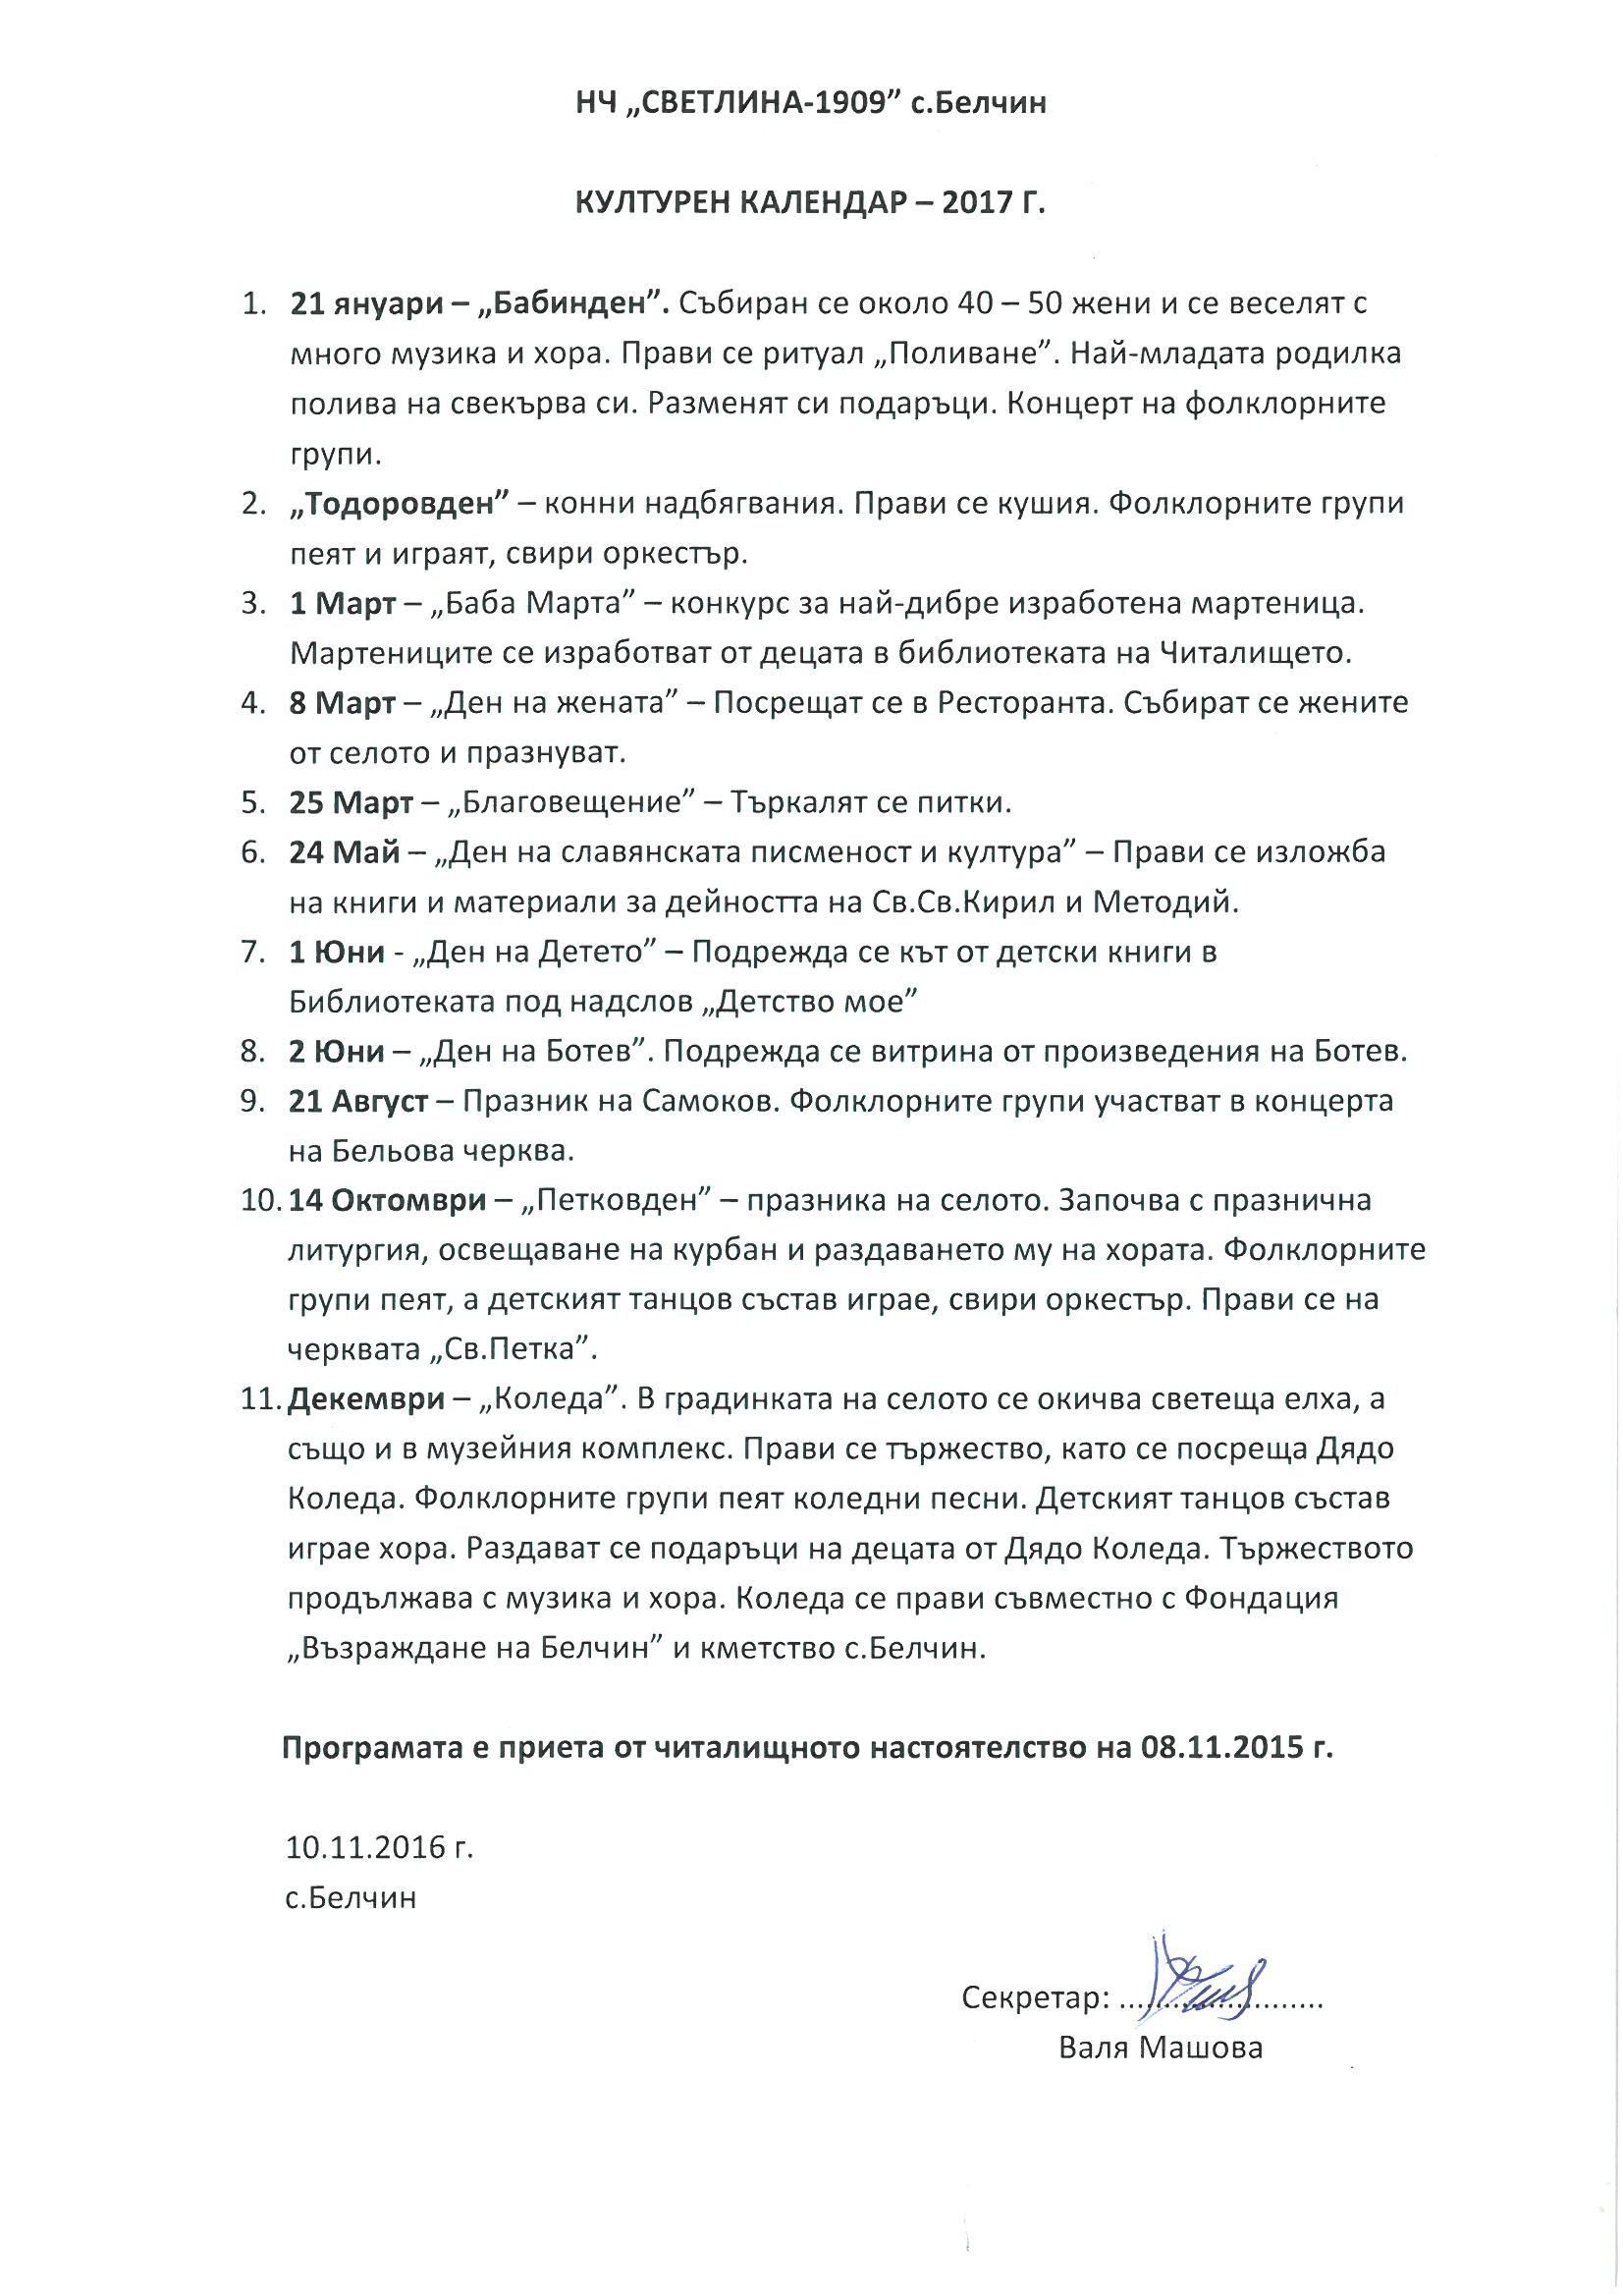 НЧ „СВЕТЛИНА-1909” с.Белчин
КУЛТУРЕН КАЛЕНДАР – 2017 Г.
1. 21 януари – „Бабинден”. Събиран се около 40 – 50 жени и се веселят с
много музика и хора. Прави се ритуал „Поливане”. Най-младата родилка
полива на свекърва си. Разменят си подаръци. Концерт на фолклорните
групи.
2. „Тодоровден” – конни надбягвания. Прави се кушия. Фолклорните групи
пеят и играят, свири оркестър.
3. 1 Март – „Баба Марта” – конкурс за най-дибре изработена мартеница.
Мартениците се изработват от децата в библиотеката на Читалището.
4. 8 Март – „Ден на жената” – Посрещат се в Ресторанта. Събират се жените
от селото и празнуват.
5. 25 Март – „Благовещение” – Търкалят се питки.
6. 24 Май – „Ден на славянската писменост и култура” – Прави се изложба
на книги и материали за дейността на Св.Св.Кирил и Методий.
7. 1 Юни - „Ден на Детето” – Подрежда се кът от детски книги в
Библиотеката под надслов „Детство мое”
8. 2 Юни – „Ден на Ботев”. Подрежда се витрина от произведения на Ботев.
9. 21 Август – Празник на Самоков. Фолклорните групи участват в концерта
на Бельова черква.
10. 14 Октомври – „Петковден” – празника на селото. Започва с празнична
литургия, освещаване на курбан и раздаването му на хората. Фолклорните
групи пеят, а детският танцов състав играе, свири оркестър. Прави се на
черквата „Св.Петка”.
11. Декември – „Коледа”. В градинката на селото се окичва светеща елха, а
също и в музейния комплекс. Прави се тържество, като се посреща Дядо
Коледа. Фолклорните групи пеят коледни песни. Детският танцов състав
играе хора. Раздават се подаръци на децата от Дядо Коледа. Тържеството
продължава с музика и хора. Коледа се прави съвместно с Фондация
„Възраждане на Белчин” и кметство с.Белчин.
Програмата е приета от читалищното настоятелство на 08.11.2015 г.
10.11.2016 г.
с.Белчин
Секретар: ......................
Валя Машова